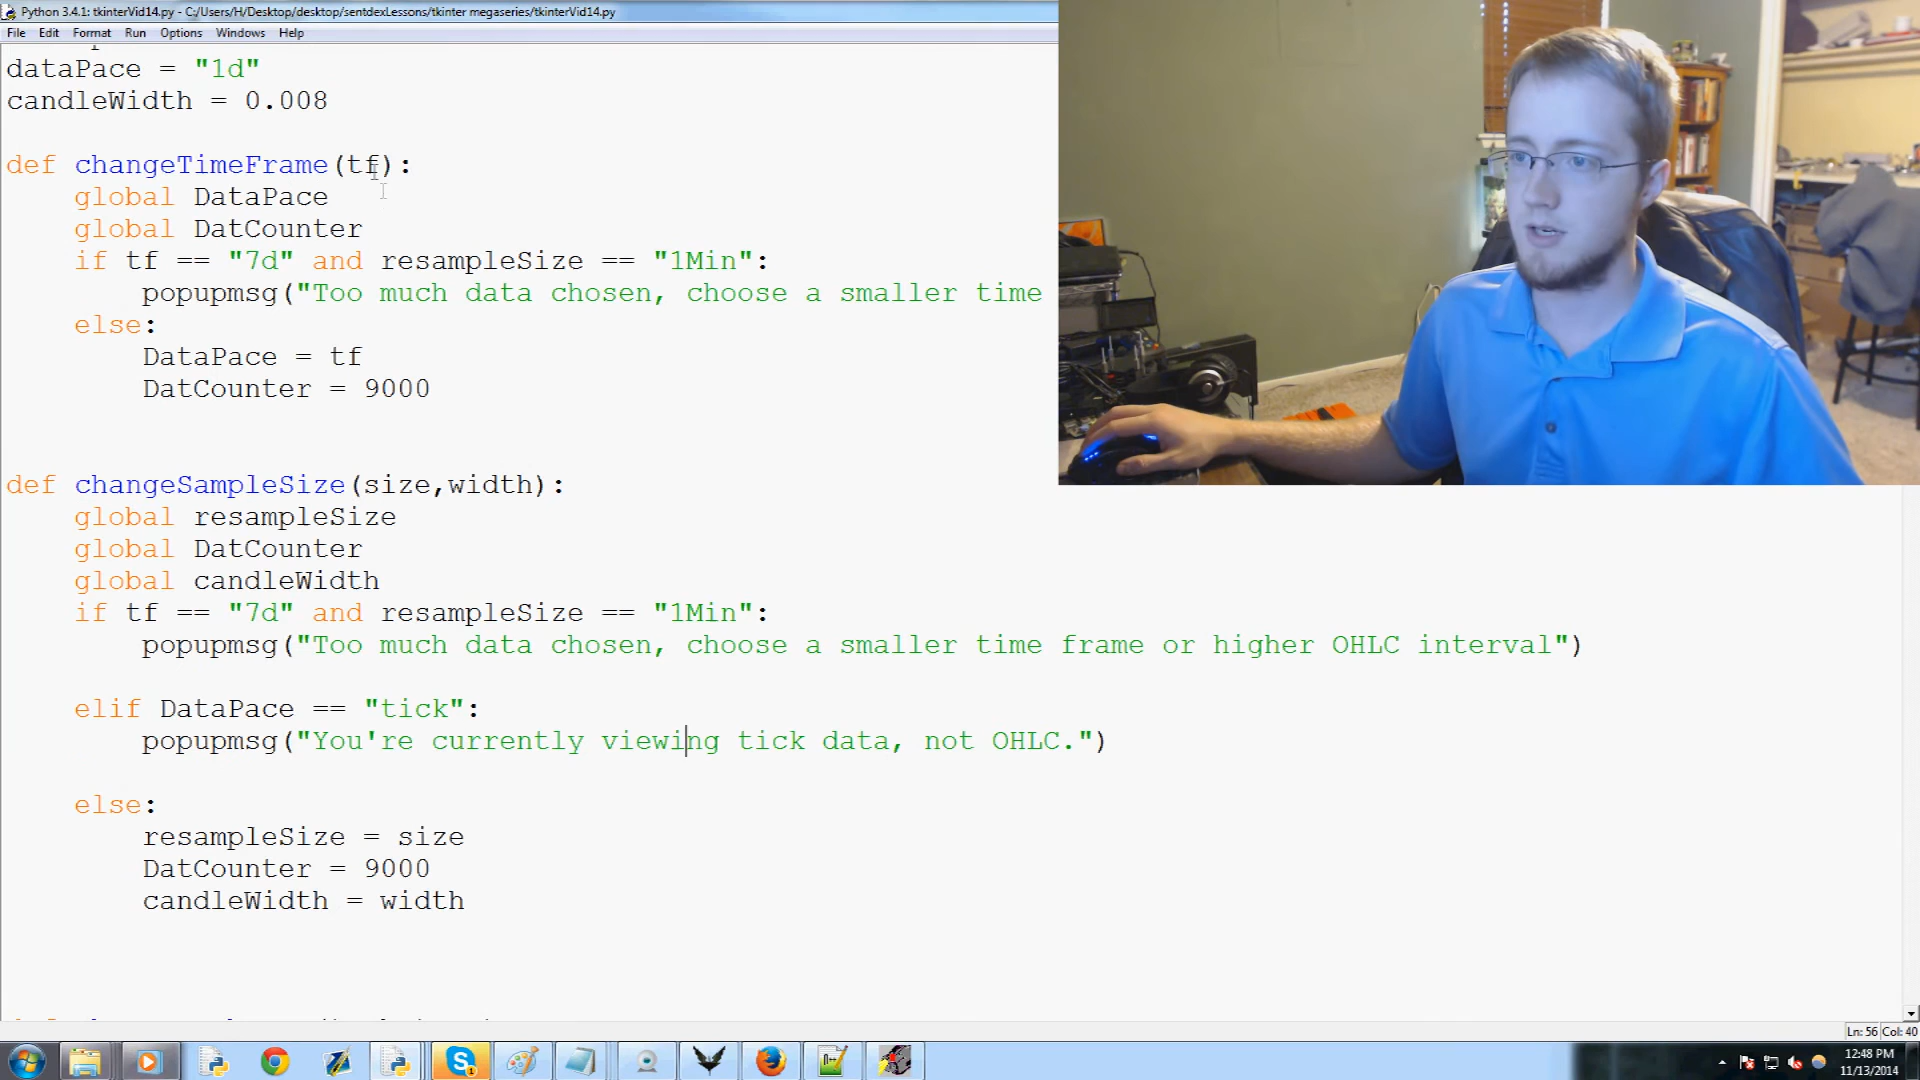 Python 3.4.1: tkinterVid14.py - C:/Users/H/Desktop/desktop/sentdexLessons/tkinter megaseries/tkinterVid14.py
File Edit Format Run Options Windows Help
dataPace = "1d"
candleWidth = 0.008
def changeTimeFrame(tf):
global DataPace
global DatCounter
if tf == "7d" and resampleSize == "1Min":
popupmsg("Too much data chosen, choose a smaller time
else:
DataPace = tf
DatCounter = 9000
def changeSampleSize(size,width):
global resampleSize
global DatCounter
global candleWidth
if tf == "7d" and resampleSize == "1Min":
popupmsg("Too much data chosen, choose a smaller time frame or higher OHLC interval")
elif DataPace == "tick":
popupmsg("You're currently viewing tick data, not OHLC.")
else:
resampleSize = size
DatCounter = 9000
candleWidth = width
Ln: 56 Col: 40
12:48 PM
11/13/2014